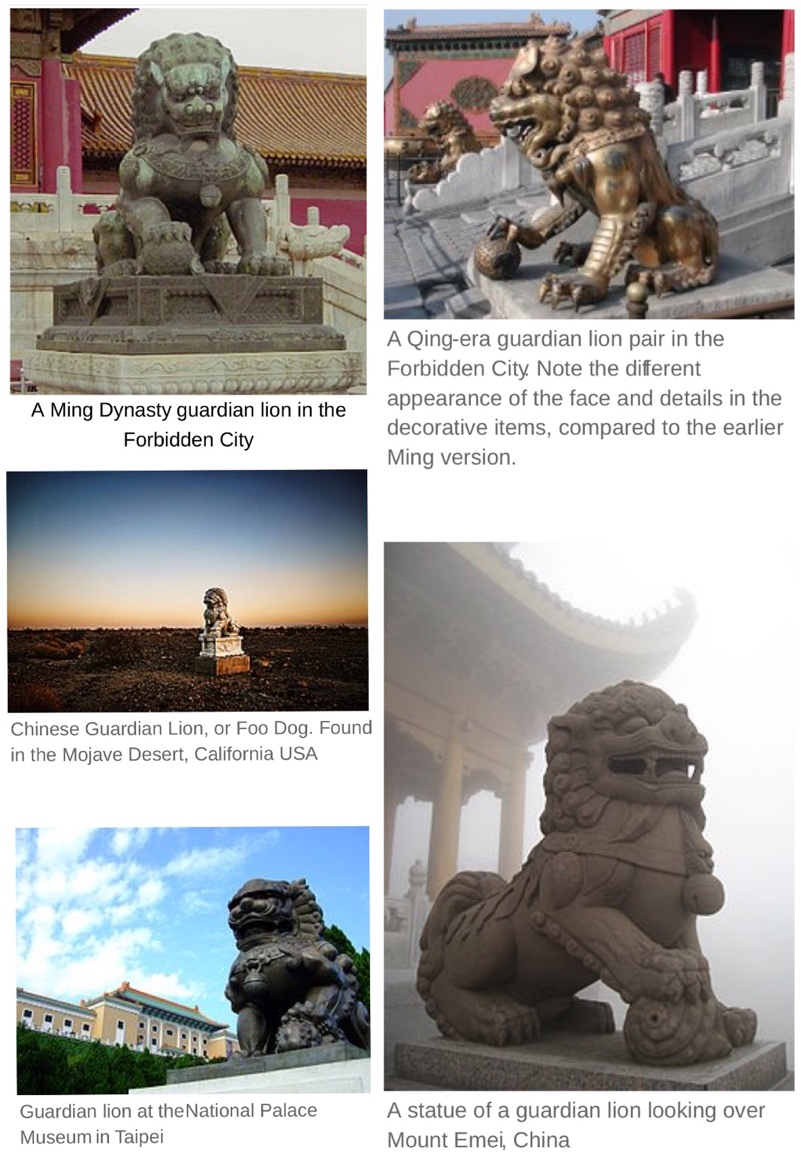 A Ming Dynasty guardian lion in the
Forbidden City
A Qing-era guardian lion pair in the
Forbidden City. Note the different
appearance of the face and details in the
decorative items, compared to the earlier
Ming version.
Chinese Guardian Lion, or Foo Dog. Found
in the Mojave Desert, California USA
Guardian lion at theNational Palace
Museum in Taipei
A statue of a guardian lion looking over
Mount Emei, China